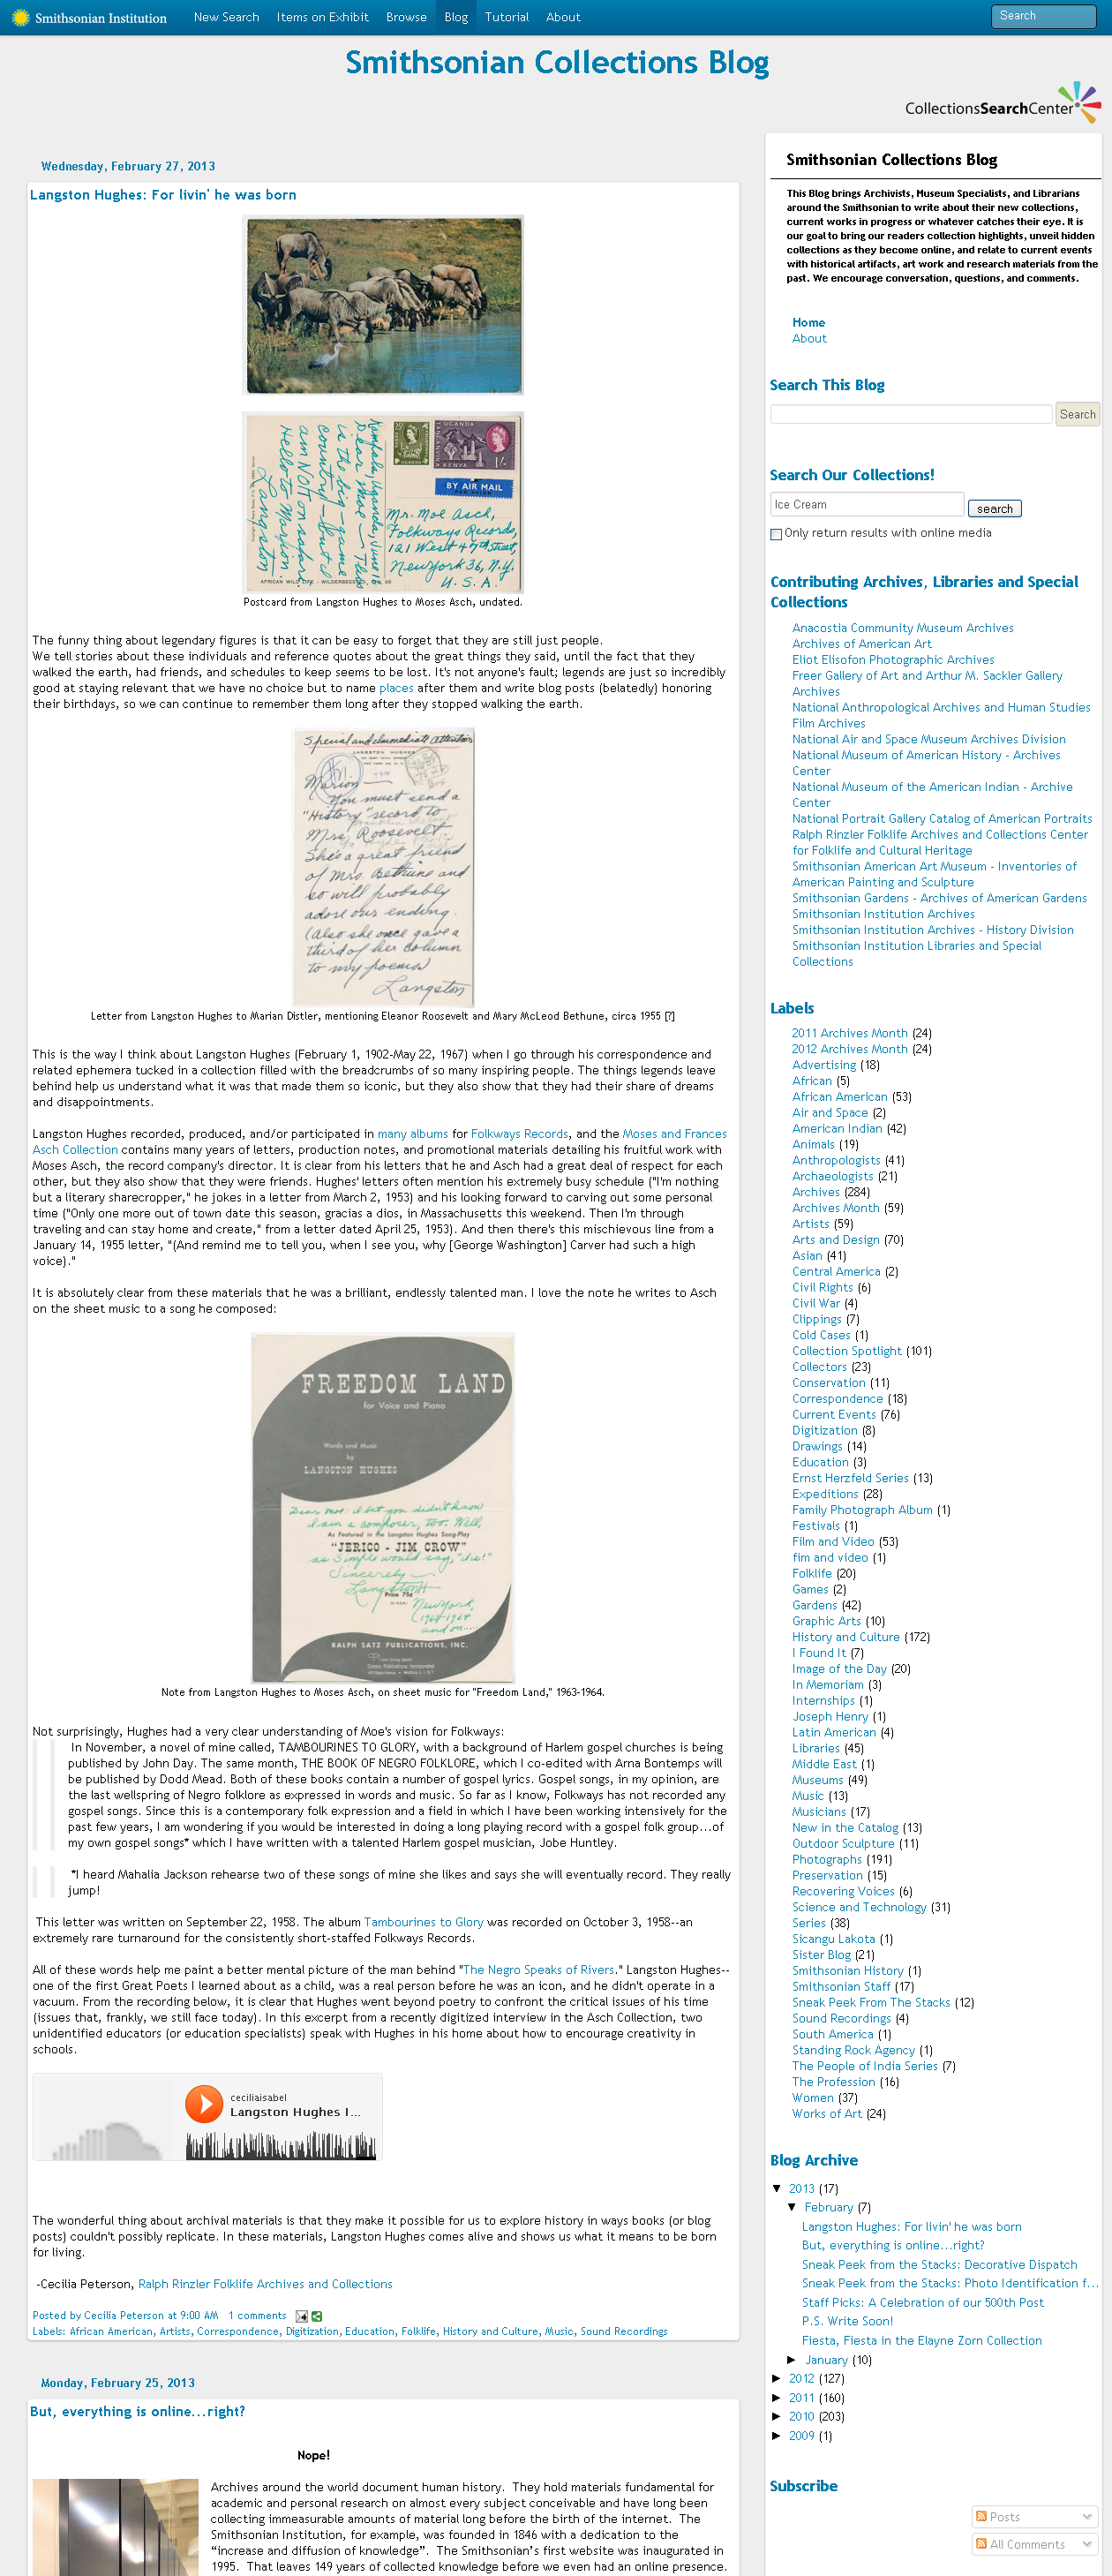 Smithsonian Institution
New Search Items on Exhibit Browse Blog Tutorial About
Search
Smithsonian Collections Blog
CollectionsSearchCenter
Wednesday, February 27, 2013
Langston Hughes: For livin' he was born
Kampala, Uganda, June 16
Dear Moe - This
is the big-game
country - but I
am NOT on safari.
Hello to Marion.
Langston
UGANDA
UGANDA
KENYA
BY AIR MAIL
PAR AVION
Mr. Moe Asch,
Folkways Records,
121 West 47th Street,
New York 36, N.Y.
U.S.A.
AFRICAN WILD LIFE - WILDEBEESTE
Postcard from Langston Hughes to Moses Asch, undated.
The funny thing about legendary figures is that it can be easy to forget that they are still just people.
We tell stories about these individuals and reference quotes about the great things they said, until the fact that they
walked the earth, had friends, and schedules to keep seems to be lost. It's not anyone's fault; legends are just so incredibly
good at staying relevant that we have no choice but to name places after them and write blog posts (belatedly) honoring
their birthdays, so we can continue to remember them long after they stopped walking the earth.
Special and immediate attention
LANGSTON HUGHES
Marion -
You must send a
"History" record to
Mrs. Roosevelt
She's a great friend
of Mrs. Bethune and
so will probably
adore our ending.
(Also she once gave a
third of her column
to my poems)
Langston
Letter from Langston Hughes to Marian Distler, mentioning Eleanor Roosevelt and Mary McLeod Bethune, circa 1955 [?]
This is the way I think about Langston Hughes (February 1, 1902-May 22, 1967) when I go through his correspondence and
related ephemera tucked in a collection filled with the breadcrumbs of so many inspiring people. The things legends leave
behind help us understand what it was that made them so iconic, but they also show that they had their share of dreams
and disappointments.
Langston Hughes recorded, produced, and/or participated in many albums for Folkways Records, and the Moses and Frances
Asch Collection contains many years of letters, production notes, and promotional materials detailing his fruitful work with
Moses Asch, the record company's director. It is clear from his letters that he and Asch had a great deal of respect for each
other, but they also show that they were friends. Hughes' letters often mention his extremely busy schedule ("I'm nothing
but a literary sharecropper," he jokes in a letter from March 2, 1953) and his looking forward to carving out some personal
time ("Only one more out of town date this season, gracias a dios, in Massachusetts this weekend. Then I'm through
traveling and can stay home and create," from a letter dated April 25, 1953). And then there's this mischievous line from a
January 14, 1955 letter, "(And remind me to tell you, when I see you, why [George Washington] Carver had such a high
voice)."
It is absolutely clear from these materials that he was a brilliant, endlessly talented man. I love the note he writes to Asch
on the sheet music to a song he composed:
FREEDOM LAND
for Voice and Piano
Words and Music
by
LANGSTON HUGHES
Dear Moe: I bet you didn't know
I am a composer, too. Well,
As Featured in the Langston Hughes Song-Play
"JERICO - JIM CROW"
as Simple would say, "I is!"
Sincerely -
Langston H
Price 75¢
New York,
1963-1964
and on....
RALPH SATZ PUBLICATIONS, INC.
Note from Langston Hughes to Moses Asch, on sheet music for "Freedom Land," 1963-1964.
Not surprisingly, Hughes had a very clear understanding of Moe's vision for Folkways:
In November, a novel of mine called, TAMBOURINES TO GLORY, with a background of Harlem gospel churches is being
published by John Day. The same month, THE BOOK OF NEGRO FOLKLORE, which I co-edited with Arna Bontemps will
be published by Dodd Mead. Both of these books contain a number of gospel lyrics. Gospel songs, in my opinion, are
the last wellspring of Negro folklore as expressed in words and music. So far as I know, Folkways has not recorded any
gospel songs. Since this is a contemporary folk expression and a field in which I have been working intensively for the
past few years, I am wondering if you would be interested in doing a long playing record with a gospel folk group...of
my own gospel songs* which I have written with a talented Harlem gospel musician, Jobe Huntley.
*I heard Mahalia Jackson rehearse two of these songs of mine she likes and says she will eventually record. They really
jump!
This letter was written on September 22, 1958. The album Tambourines to Glory was recorded on October 3, 1958--an
extremely rare turnaround for the consistently short-staffed Folkways Records.
All of these words help me paint a better mental picture of the man behind "The Negro Speaks of Rivers." Langston Hughes--
one of the first Great Poets I learned about as a child, was a real person before he was an icon, and he didn't operate in a
vacuum. From the recording below, it is clear that Hughes went beyond poetry to confront the critical issues of his time
(issues that, frankly, we still face today). In this excerpt from a recently digitized interview in the Asch Collection, two
unidentified educators (or education specialists) speak with Hughes in his home about how to encourage creativity in
schools.
ceciliaisabel
Langston Hughes I...
The wonderful thing about archival materials is that they make it possible for us to explore history in ways books (or blog
posts) couldn't possibly replicate. In these materials, Langston Hughes comes alive and shows us what it means to be born
for living.
-Cecilia Peterson, Ralph Rinzler Folklife Archives and Collections
Posted by Cecilia Peterson at 9:00 AM 1 comments
Labels: African American, Artists, Correspondence, Digitization, Education, Folklife, History and Culture, Music, Sound Recordings
Monday, February 25, 2013
But, everything is online...right?
Nope!
Archives around the world document human history. They hold materials fundamental for
academic and personal research on almost every subject conceivable and have long been
collecting immeasurable amounts of material long before the birth of the internet. The
Smithsonian Institution, for example, was founded in 1846 with a dedication to the
“increase and diffusion of knowledge”. The Smithsonian’s first website was inaugurated in
1995. That leaves 149 years of collected knowledge before we even had an online presence.
Smithsonian Collections Blog
This Blog brings Archivists, Museum Specialists, and Librarians
around the Smithsonian to write about their new collections,
current works in progress or whatever catches their eye. It is
our goal to bring our readers collection highlights, unveil hidden
collections as they become online, and relate to current events
with historical artifacts, art work and research materials from the
past. We encourage conversation, questions, and comments.
Home
About
Search This Blog
Search
Search Our Collections!
Ice Cream search
Only return results with online media
Contributing Archives, Libraries and Special
Collections
Anacostia Community Museum Archives
Archives of American Art
Eliot Elisofon Photographic Archives
Freer Gallery of Art and Arthur M. Sackler Gallery
Archives
National Anthropological Archives and Human Studies
Film Archives
National Air and Space Museum Archives Division
National Museum of American History - Archives
Center
National Museum of the American Indian - Archive
Center
National Portrait Gallery Catalog of American Portraits
Ralph Rinzler Folklife Archives and Collections Center
for Folklife and Cultural Heritage
Smithsonian American Art Museum - Inventories of
American Painting and Sculpture
Smithsonian Gardens - Archives of American Gardens
Smithsonian Institution Archives
Smithsonian Institution Archives - History Division
Smithsonian Institution Libraries and Special
Collections
Labels
2011 Archives Month (24)
2012 Archives Month (24)
Advertising (18)
African (5)
African American (53)
Air and Space (2)
American Indian (42)
Animals (19)
Anthropologists (41)
Archaeologists (21)
Archives (284)
Archives Month (59)
Artists (59)
Arts and Design (70)
Asian (41)
Central America (2)
Civil Rights (6)
Civil War (4)
Clippings (7)
Cold Cases (1)
Collection Spotlight (101)
Collectors (23)
Conservation (11)
Correspondence (18)
Current Events (76)
Digitization (8)
Drawings (14)
Education (3)
Ernst Herzfeld Series (13)
Expeditions (28)
Family Photograph Album (1)
Festivals (1)
Film and Video (53)
fim and video (1)
Folklife (20)
Games (2)
Gardens (42)
Graphic Arts (10)
History and Culture (172)
I Found It (7)
Image of the Day (20)
In Memoriam (3)
Internships (1)
Joseph Henry (1)
Latin American (4)
Libraries (45)
Middle East (1)
Museums (49)
Music (13)
Musicians (17)
New in the Catalog (13)
Outdoor Sculpture (11)
Photographs (191)
Preservation (15)
Recovering Voices (6)
Science and Technology (31)
Series (38)
Sicangu Lakota (1)
Sister Blog (21)
Smithsonian History (1)
Smithsonian Staff (17)
Sneak Peek From The Stacks (12)
Sound Recordings (4)
South America (1)
Standing Rock Agency (1)
The People of India Series (7)
The Profession (16)
Women (37)
Works of Art (24)
Blog Archive
▼ 2013 (17)
▼ February (7)
Langston Hughes: For livin' he was born
But, everything is online...right?
Sneak Peek from the Stacks: Decorative Dispatch
Sneak Peek from the Stacks: Photo Identification f...
Staff Picks: A Celebration of our 500th Post
P.S. Write Soon!
Fiesta, Fiesta in the Elayne Zorn Collection
► January (10)
► 2012 (127)
► 2011 (160)
► 2010 (203)
► 2009 (1)
Subscribe
Posts
All Comments